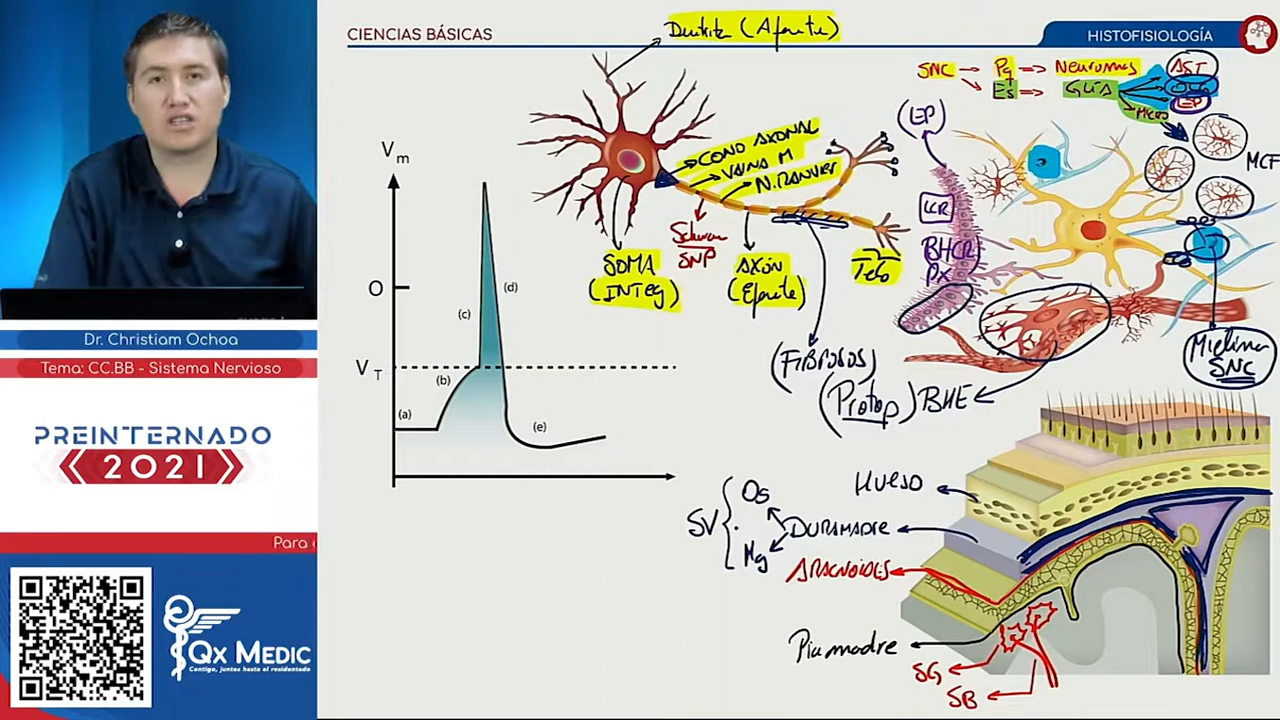 CIENCIAS BÁSICAS
HISTOFISIOLOGÍA
Dr. Christiam Ochoa
Tema: CC.BB - Sistema Nervioso
PREINTERNADO
2021
Para
QX MEDIC
Contigo, juntos hasta el residentado
Vm
O
VT
(a)
(b)
(c)
(d)
(e)
Dendrita (Aferente)
CONO AXONAL
VAINA M
N. RANVIER
Schwan
SNP
SOMA
(INTEG)
AXÓN
(Eferente)
TeLo
(FIBROSOS)
(Protop) BHE
SNC → Pq ⇒ NEURONAS
Es ⇒ GLIA
AST
EP
MICRO
MCF
(EP)
BHCR
Px
Mielina
SNC
HUESO
SV
Os
DURAMADRE
Mg
ARACNOIDES
Piamadre
SG
SB